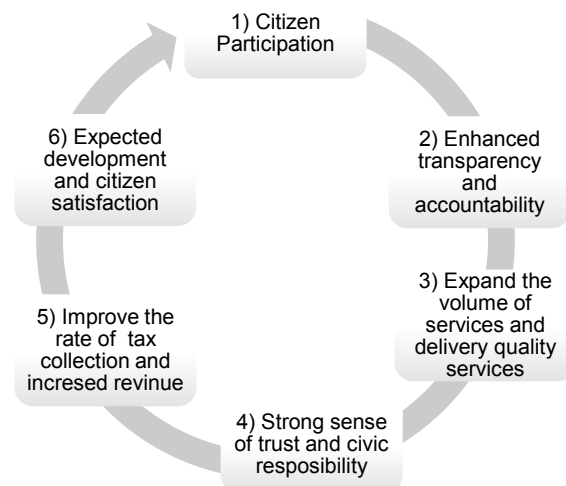 1) Citizen
Participation
2) Enhanced
transparency
and
accountability
3) Expand the
volume of
services and
delivery quality
services
4) Strong sense
of trust and civic
resposibility
5) Improve the
rate of tax
collection and
incresed revinue
6) Expected
development
and citizen
satisfaction